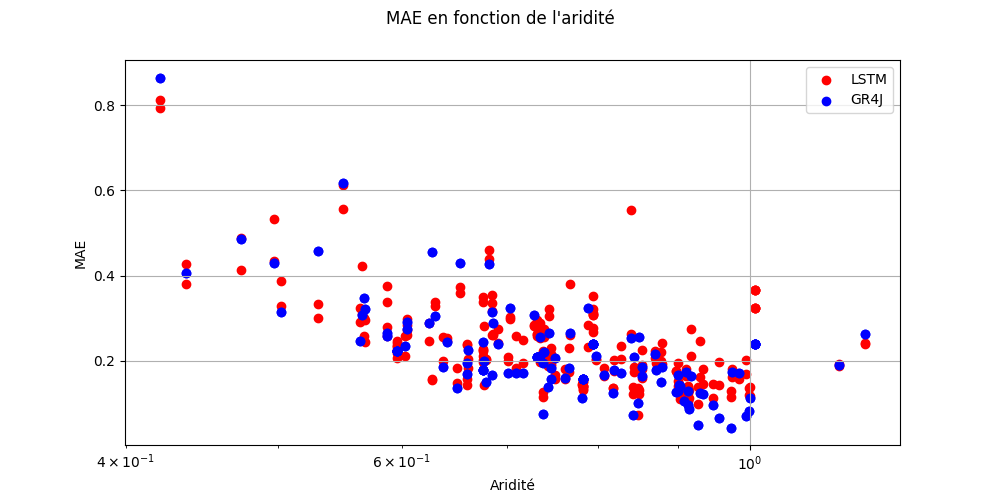 MAE en fonction de l'aridité
LSTM
GR4J
0.8
0.6
0.4
0.2
MAE
4 × 10⁻¹
6 × 10⁻¹
10⁰
Aridité